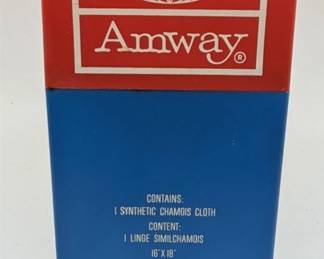 Amway®
CONTAINS:
1 SYNTHETIC CHAMOIS CLOTH
CONTENT:
1 LINGE SIMILCHAMOIS
16" X 18"